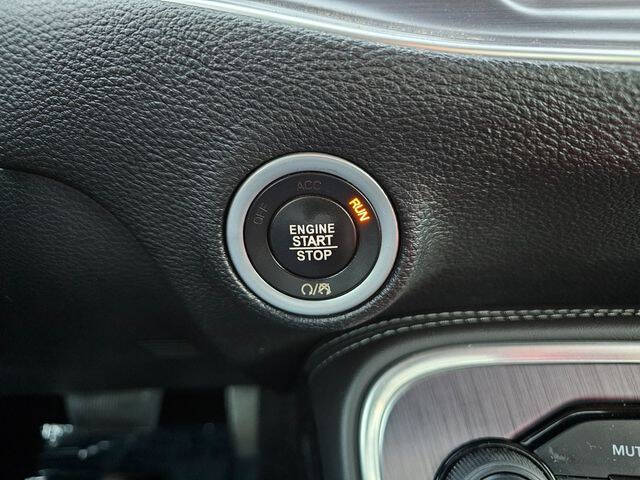 OFF
ACC
RUN
ENGINE
START
STOP
MUT